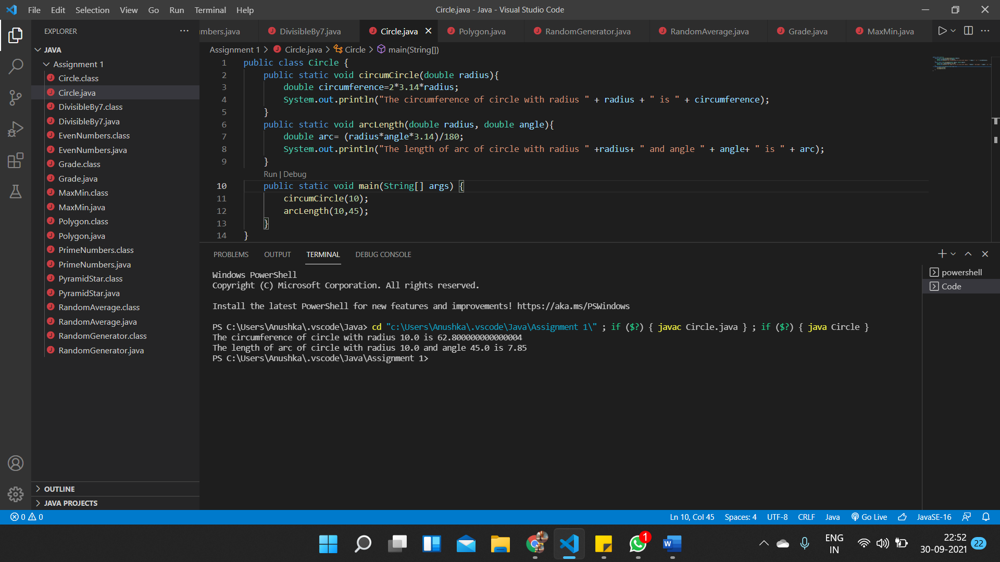 File Edit Selection View Go Run Terminal Help
Circle.java - Java - Visual Studio Code
EXPLORER
mbers.java DivisibleBy7.java Circle.java Polygon.java RandomGenerator.java RandomAverage.java Grade.java MaxMin.java
Assignment 1 > Circle.java > Circle > main(String[])
JAVA
Assignment 1
Circle.class
Circle.java
DivisibleBy7.class
DivisibleBy7.java
EvenNumbers.class
EvenNumbers.java
Grade.class
Grade.java
MaxMin.class
MaxMin.java
Polygon.class
Polygon.java
PrimeNumbers.class
PrimeNumbers.java
PyramidStar.class
PyramidStar.java
RandomAverage.class
RandomAverage.java
RandomGenerator.class
RandomGenerator.java
OUTLINE
JAVA PROJECTS
1 public class Circle {
2 public static void circumCircle(double radius){
3 double circumference=2*3.14*radius;
4 System.out.println("The circumference of circle with radius " + radius + " is " + circumference);
5 }
6 public static void arcLength(double radius, double angle){
7 double arc= (radius*angle*3.14)/180;
8 System.out.println("The length of arc of circle with radius " +radius+ " and angle " + angle+ " is " + arc);
9 }
Run | Debug
10 public static void main(String[] args) {
11 circumCircle(10);
12 arcLength(10,45);
13 }
14 }
PROBLEMS OUTPUT TERMINAL DEBUG CONSOLE
Windows PowerShell
Copyright (C) Microsoft Corporation. All rights reserved.
Install the latest PowerShell for new features and improvements! https://aka.ms/PSWindows
PS C:\Users\Anushka\.vscode\Java> cd "c:\Users\Anushka\.vscode\Java\Assignment 1\" ; if ($?) { javac Circle.java } ; if ($?) { java Circle }
The circumference of circle with radius 10.0 is 62.800000000000004
The length of arc of circle with radius 10.0 and angle 45.0 is 7.85
PS C:\Users\Anushka\.vscode\Java\Assignment 1>
powershell
Code
0 0
Ln 10, Col 45 Spaces: 4 UTF-8 CRLF Java Go Live JavaSE-16
1
W
ENG
IN
22:52
30-09-2021
22